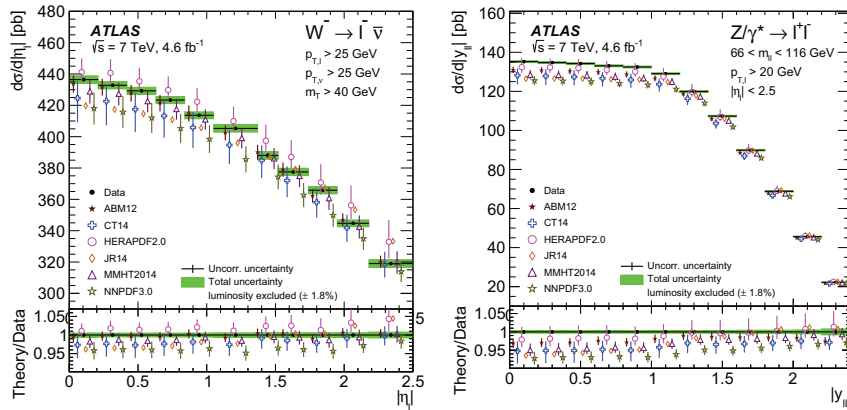 dσ/d|η_l| [pb]
500
480
460
440
420
400
380
360
340
320
300
ATLAS
√s = 7 TeV, 4.6 fb⁻¹
W⁻ → l⁻ ν̄
p_T,l > 25 GeV
p_T,ν > 25 GeV
m_T > 40 GeV
Data
ABM12
CT14
HERAPDF2.0
JR14
MMHT2014
NNPDF3.0
Uncorr. uncertainty
Total uncertainty
luminosity excluded (± 1.8%)
Theory/Data
1.05
1
0.95
5
0 0.5 1 1.5 2 2.5
|η_l|
dσ/d|y_ll| [pb]
160
140
120
100
80
60
40
20
ATLAS
√s = 7 TeV, 4.6 fb⁻¹
Z/γ* → l⁺l⁻
66 < m_ll < 116 GeV
p_T,l > 20 GeV
|η_l| < 2.5
Data
ABM12
CT14
HERAPDF2.0
JR14
MMHT2014
NNPDF3.0
Uncorr. uncertainty
Total uncertainty
luminosity excluded (± 1.8%)
Theory/Data
1.05
1
0.95
0 0.5 1 1.5 2
|y_ll|